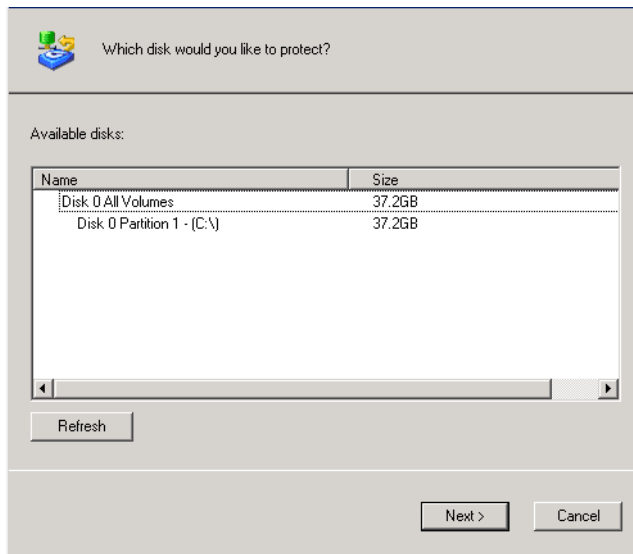 Which disk would you like to protect?
Available disks:
Name Size
Disk 0 All Volumes 37.2GB
Disk 0 Partition 1 - (C:\) 37.2GB
Refresh
Next > Cancel